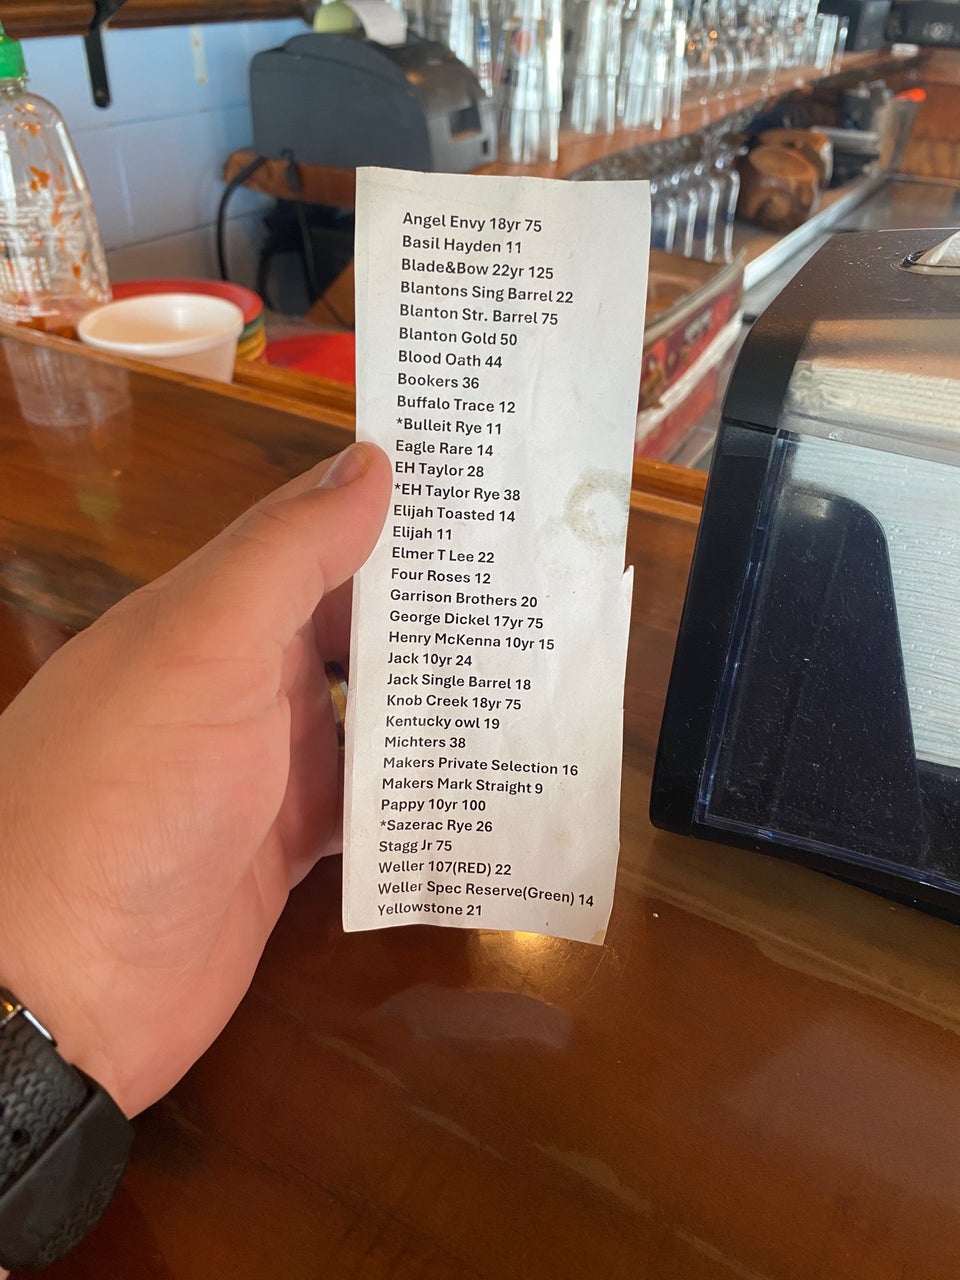 Angel Envy 18yr 75
Basil Hayden 11
Blade&Bow 22yr 125
Blantons Sing Barrel 22
Blanton Str. Barrel 75
Blanton Gold 50
Blood Oath 44
Bookers 36
Buffalo Trace 12
*Bulleit Rye 11
Eagle Rare 14
EH Taylor 28
*EH Taylor Rye 38
Elijah Toasted 14
Elijah 11
Elmer T Lee 22
Four Roses 12
Garrison Brothers 20
George Dickel 17yr 75
Henry McKenna 10yr 15
Jack 10yr 24
Jack Single Barrel 18
Knob Creek 18yr 75
Kentucky owl 19
Michters 38
Makers Private Selection 16
Makers Mark Straight 9
Pappy 10yr 100
*Sazerac Rye 26
Stagg Jr 75
Weller 107(RED) 22
Weller Spec Reserve(Green) 14
Yellowstone 21